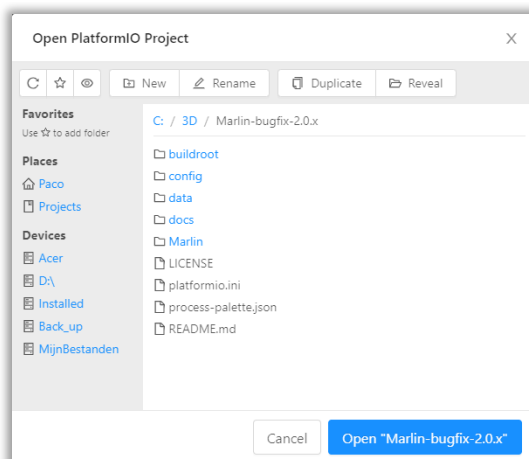 Open PlatformIO Project
New Rename Duplicate Reveal
Favorites
Use ☆ to add folder
Places
Paco
Projects
Devices
Acer
D:\
Installed
Back_up
MijnBestanden
C: / 3D / Marlin-bugfix-2.0.x
buildroot
config
data
docs
Marlin
LICENSE
platformio.ini
process-palette.json
README.md
Cancel Open "Marlin-bugfix-2.0.x"